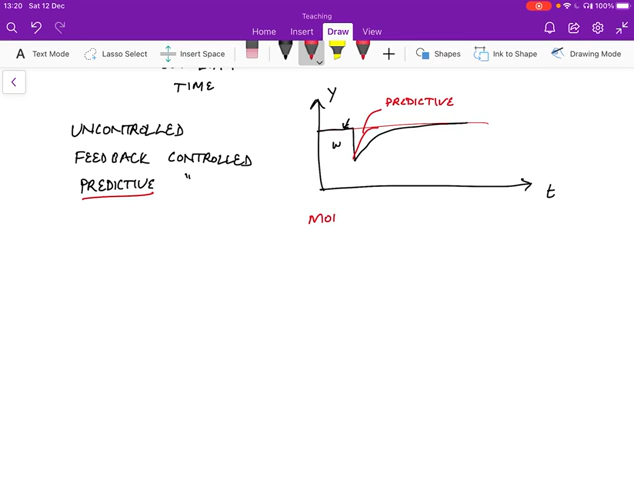 13:20 Sat 12 Dec
100%
Teaching
Home Insert Draw View
Text Mode Lasso Select Insert Space Shapes Ink to Shape Drawing Mode
TIME
Y
PREDICTIVE
UNCONTROLLED
FEEDBACK CONTROLLED
PREDICTIVE "
W
t
MOI